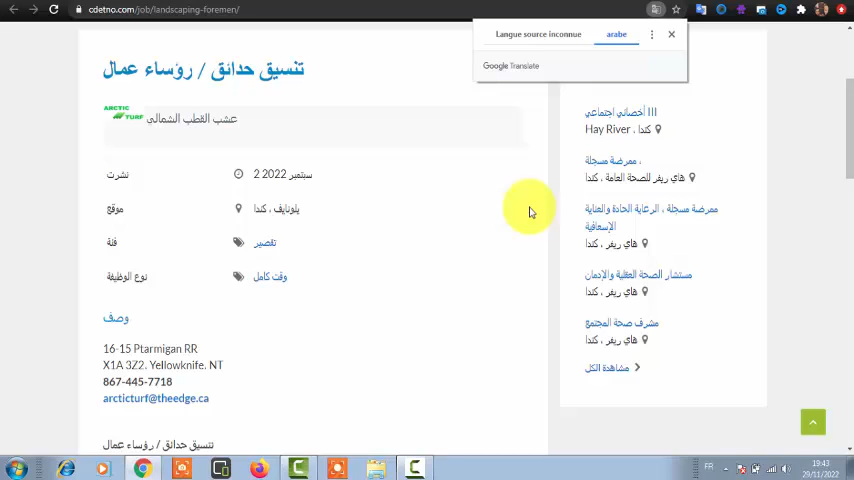 cdetno.com/job/landscaping-foremen/
Langue source inconnue
arabe
Google Translate
تنسيق حدائق / رؤساء عمال
ARCTIC
TURF
عشب القطب الشمالي
نشرت
سبتمبر 2022 2
موقع
يلونايف ، كندا
فئة
تقصير
نوع الوظيفة
وقت كامل
وصف
16-15 Ptarmigan RR
X1A 3Z2. Yellowknife. NT
867-445-7718
arcticturf@theedge.ca
تنسيق حدائق / رؤساء عمال
أخصائي اجتماعي III
Hay River ، كندا
ممرضة مسجلة ،
هاي ريفر للصحة العامة ، كندا
ممرضة مسجلة ، الرعاية الحادة والعناية
الإسعافية
هاي ريفر ، كندا
مستشار الصحة العقلية والإدمان
هاي ريفر ، كندا
مشرف صحة المجتمع
هاي ريفر ، كندا
مشاهدة الكل
FR
19:43
29/11/2022